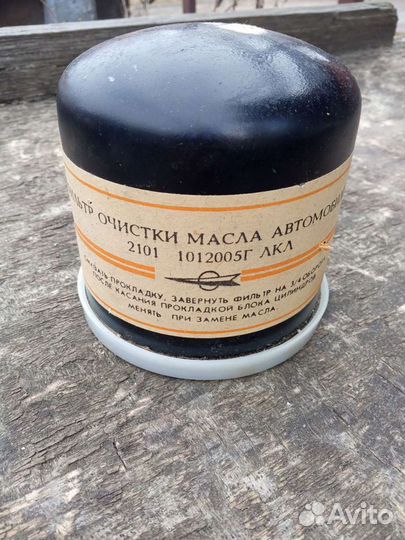 ФИЛЬТР ОЧИСТКИ МАСЛА АВТОМОБИ
2101 1012005Г ЛКЛ
СМАЗАТЬ ПРОКЛАДКУ, ЗАВЕРНУТЬ ФИЛЬТР НА 3/4 ОБОРОТА
ПОСЛЕ КАСАНИЯ ПРОКЛАДКОЙ БЛОКА ЦИЛИНДРОВ
МЕНЯТЬ ПРИ ЗАМЕНЕ МАСЛА.
Avito